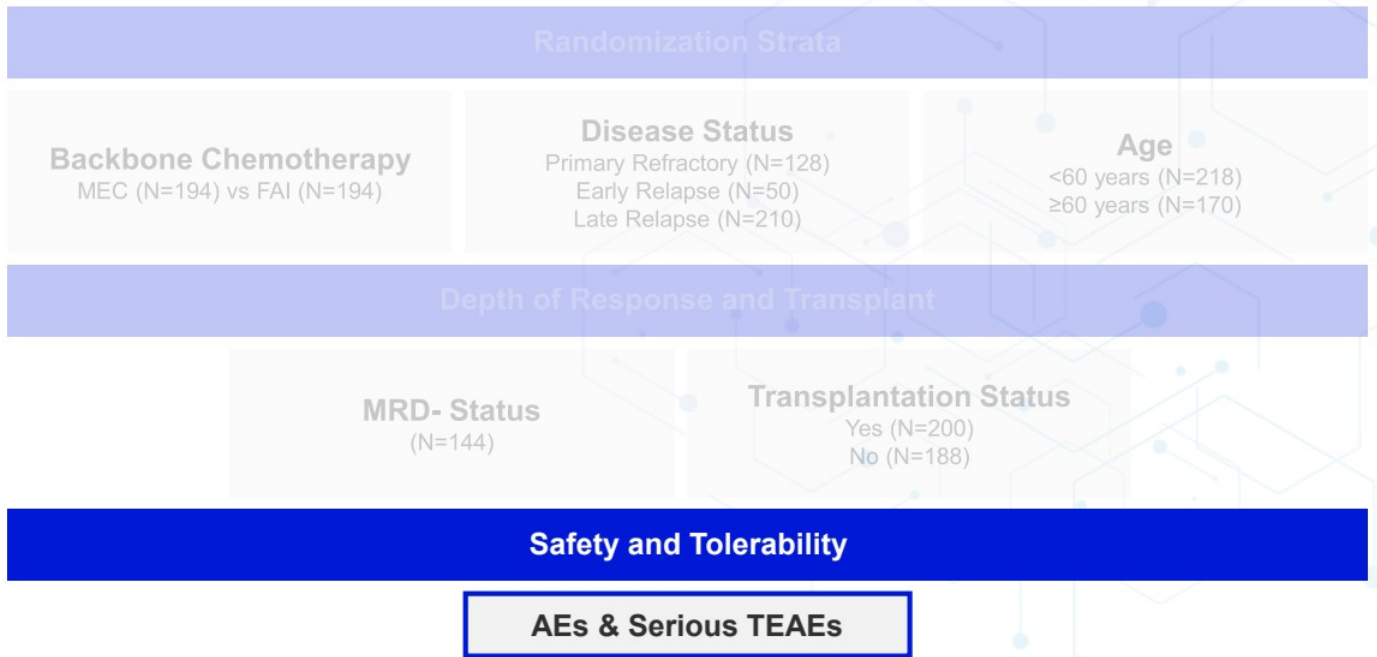 Randomization Strata
Backbone Chemotherapy
MEC (N=194) vs FAI (N=194)
Disease Status
Primary Refractory (N=128)
Early Relapse (N=50)
Late Relapse (N=210)
Age
<60 years (N=218)
≥60 years (N=170)
Depth of Response and Transplant
MRD- Status
(N=144)
Transplantation Status
Yes (N=200)
No (N=188)
Safety and Tolerability
AEs & Serious TEAEs